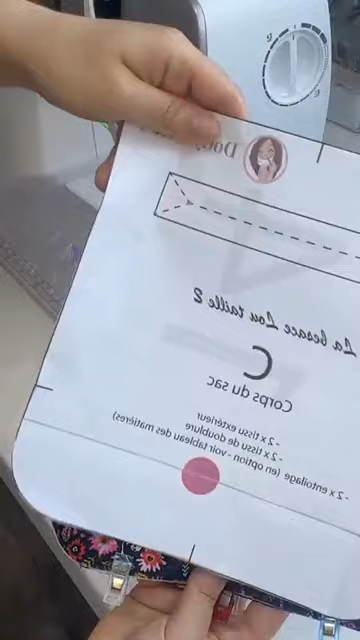 La besace Lou taille 2
C
Corps du sac
-2 x tissu extérieur
-2 x tissu de doublure
-2 x entoilage (en option - voir tableau des matières)